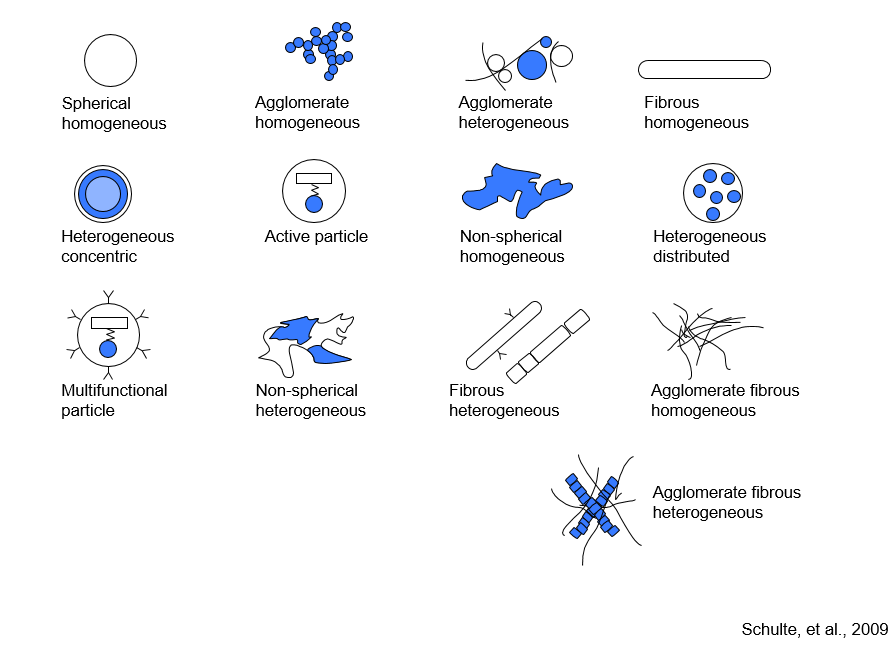 Spherical
homogeneous
Agglomerate
homogeneous
Agglomerate
heterogeneous
Fibrous
homogeneous
Heterogeneous
concentric
Active particle
Non-spherical
homogeneous
Heterogeneous
distributed
Multifunctional
particle
Non-spherical
heterogeneous
Fibrous
heterogeneous
Agglomerate fibrous
homogeneous
Agglomerate fibrous
heterogeneous
Schulte, et al., 2009